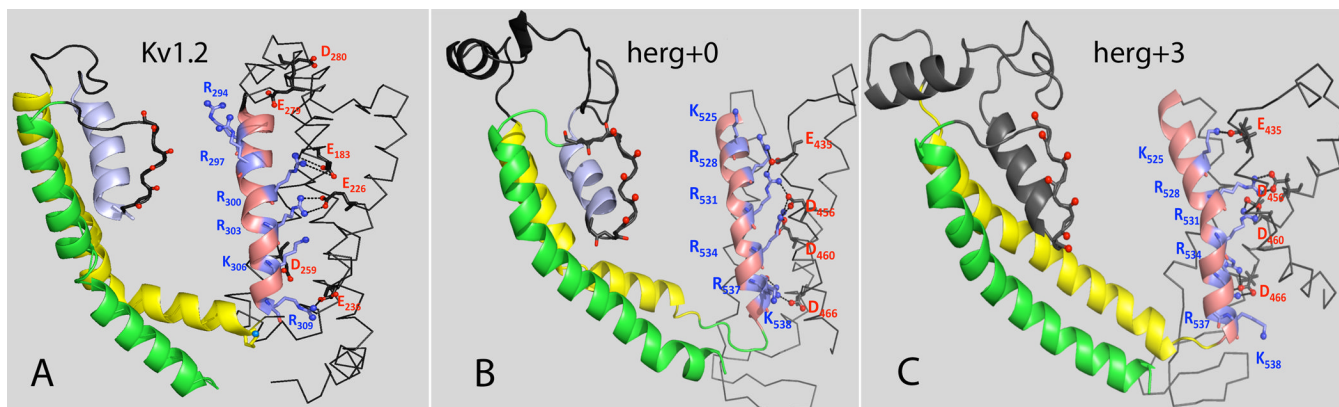 Kv1.2
D280
E279
R294
R297
E183
E226
R300
R303
D259
K306
E236
R309
A
herg+0
K525
E435
R528
R531
D456
D460
R534
R537
D466
K538
B
herg+3
E435
K525
D456
R528
R531
D460
R534
D466
R537
K538
C